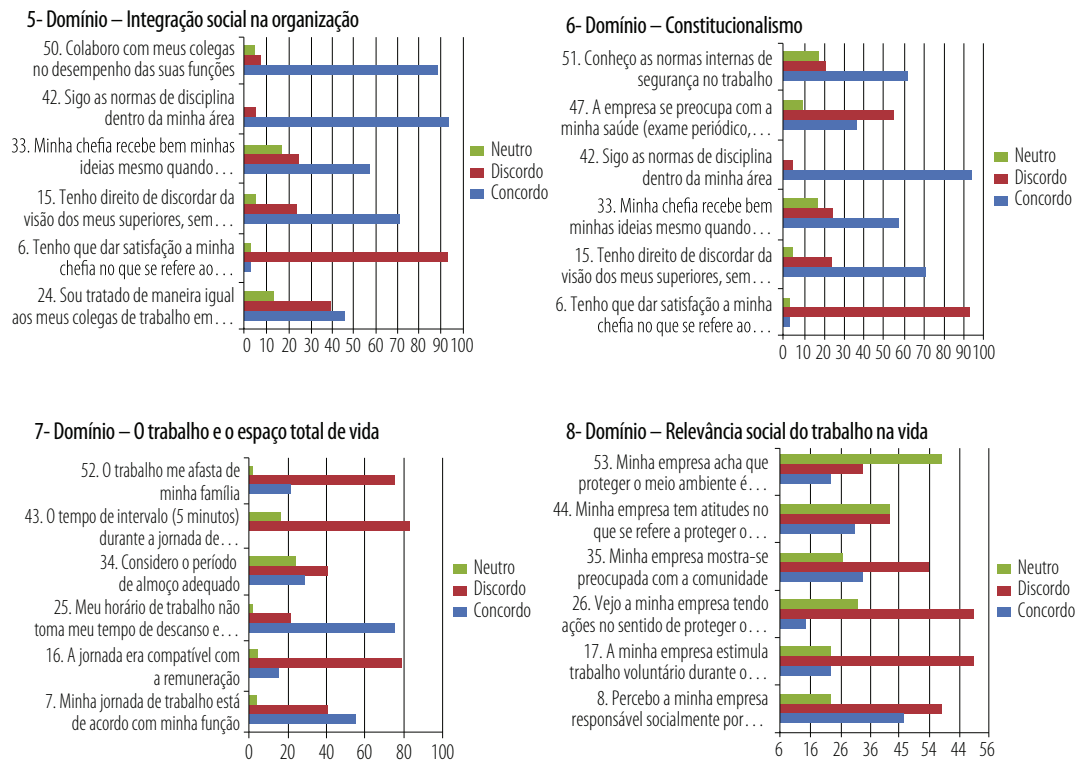 5- Domínio – Integração social na organização
50. Colaboro com meus colegas
no desempenho das suas funções
42. Sigo as normas de disciplina
dentro da minha área
33. Minha chefia recebe bem minhas
ideias mesmo quando...
15. Tenho direito de discordar da
visão dos meus superiores, sem...
6. Tenho que dar satisfação a minha
chefia no que se refere ao...
24. Sou tratado de maneira igual
aos meus colegas de trabalho em...
0 10 20 30 40 50 60 70 80 90 100
Neutro
Discordo
Concordo
6- Domínio – Constitucionalismo
51. Conheço as normas internas de
segurança no trabalho
47. A empresa se preocupa com a
minha saúde (exame periódico,...
42. Sigo as normas de disciplina
dentro da minha área
33. Minha chefia recebe bem
minhas ideias mesmo quando...
15. Tenho direito de discordar da
visão dos meus superiores, sem...
6. Tenho que dar satisfação a minha
chefia no que se refere ao...
0 10 20 30 40 50 60 70 80 90 100
Neutro
Discordo
Concordo
7- Domínio – O trabalho e o espaço total de vida
52. O trabalho me afasta de
minha família
43. O tempo de intervalo (5 minutos)
durante a jornada de...
34. Considero o período
de almoço adequado
25. Meu horário de trabalho não
toma meu tempo de descanso e...
16. A jornada era compatível com
a remuneração
7. Minha jornada de trabalho está
de acordo com minha função
0 20 40 60 80 100
Neutro
Discordo
Concordo
8- Domínio – Relevância social do trabalho na vida
53. Minha empresa acha que
proteger o meio ambiente é...
44. Minha empresa tem atitudes no
que se refere a proteger o...
35. Minha empresa mostra-se
preocupada com a comunidade
26. Vejo a minha empresa tendo
ações no sentido de proteger o...
17. A minha empresa estimula
trabalho voluntário durante o...
8. Percebo a minha empresa
responsável socialmente por...
6 16 26 36 45 54 44 56
Neutro
Discordo
Concordo